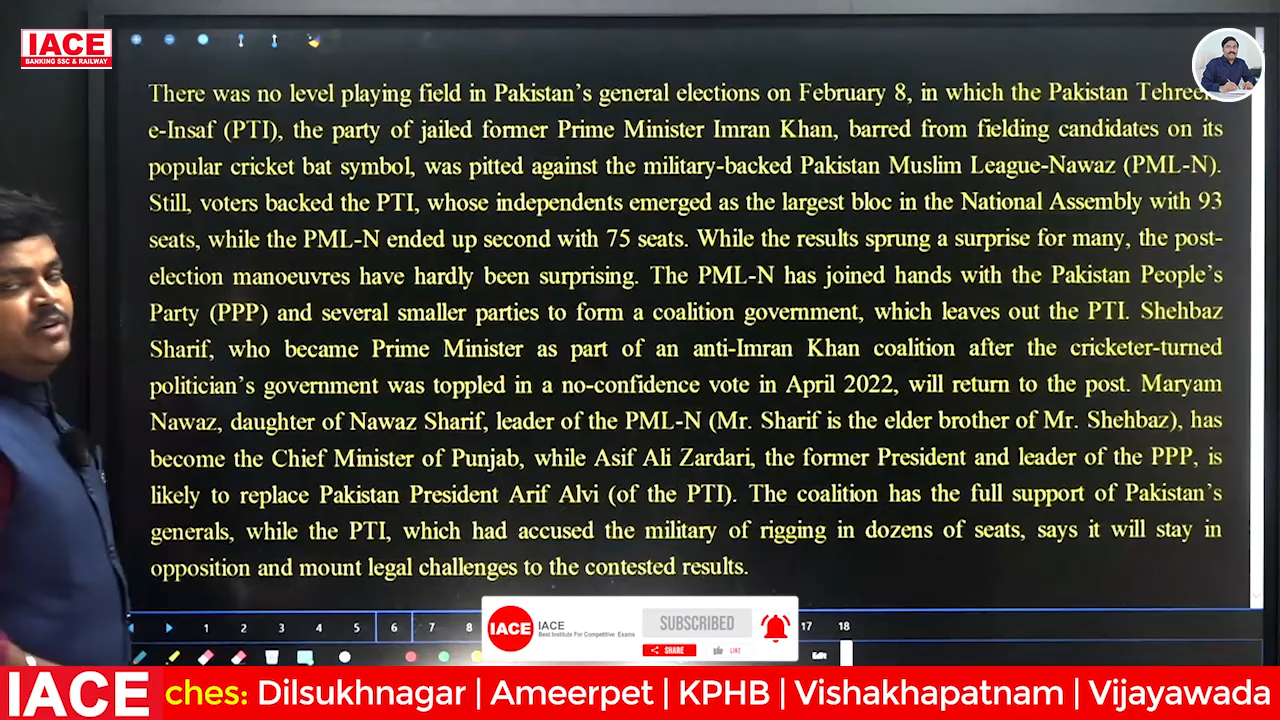 IACE
BANKING SSC & RAILWAY
There was no level playing field in Pakistan's general elections on February 8, in which the Pakistan
e-Insaf (PTI), the party of jailed former Prime Minister Imran Khan, barred from fielding candidates on its
popular cricket bat symbol, was pitted against the military-backed Pakistan Muslim League-Nawaz (PML-N).
Still, voters backed the PTI, whose independents emerged as the largest bloc in the National Assembly with 93
seats, while the PML-N ended up second with 75 seats. While the results sprung a surprise for many, the post-
election manoeuvres have hardly been surprising. The PML-N has joined hands with the Pakistan People's
Party (PPP) and several smaller parties to form a coalition government, which leaves out the PTI. Shehbaz
Sharif, who became Prime Minister as part of an anti-Imran Khan coalition after the cricketer-turned
politician's government was toppled in a no-confidence vote in April 2022, will return to the post. Maryam
Nawaz, daughter of Nawaz Sharif, leader of the PML-N (Mr. Sharif is the elder brother of Mr. Shehbaz), has
become the Chief Minister of Punjab, while Asif Ali Zardari, the former President and leader of the PPP, is
likely to replace Pakistan President Arif Alvi (of the PTI). The coalition has the full support of Pakistan's
generals, while the PTI, which had accused the military of rigging in dozens of seats, says it will stay in
opposition and mount legal challenges to the contested results.
1 2 3 4 5 6 7 8 17 18
IACE
IACE
Best Institute For Competitive Exams
SUBSCRIBED
SHARE
LIKE
Edit
IACE
ches: Dilsukhnagar | Ameerpet | KPHB | Vishakhapatnam | Vijayawada